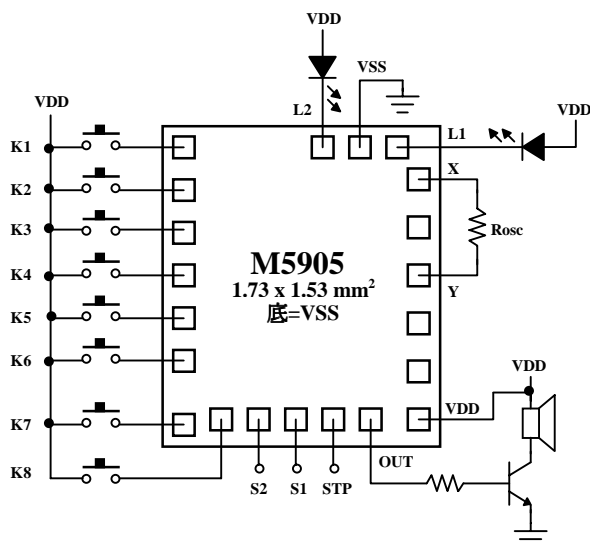 VDD
VSS
L2
VDD
L1
VDD
K1
X
K2
K3
Rosc
K4
M5905
1.73 x 1.53 mm²
底=VSS
Y
K5
K6
VDD
K7
VDD
K8
OUT
S2
S1
STP